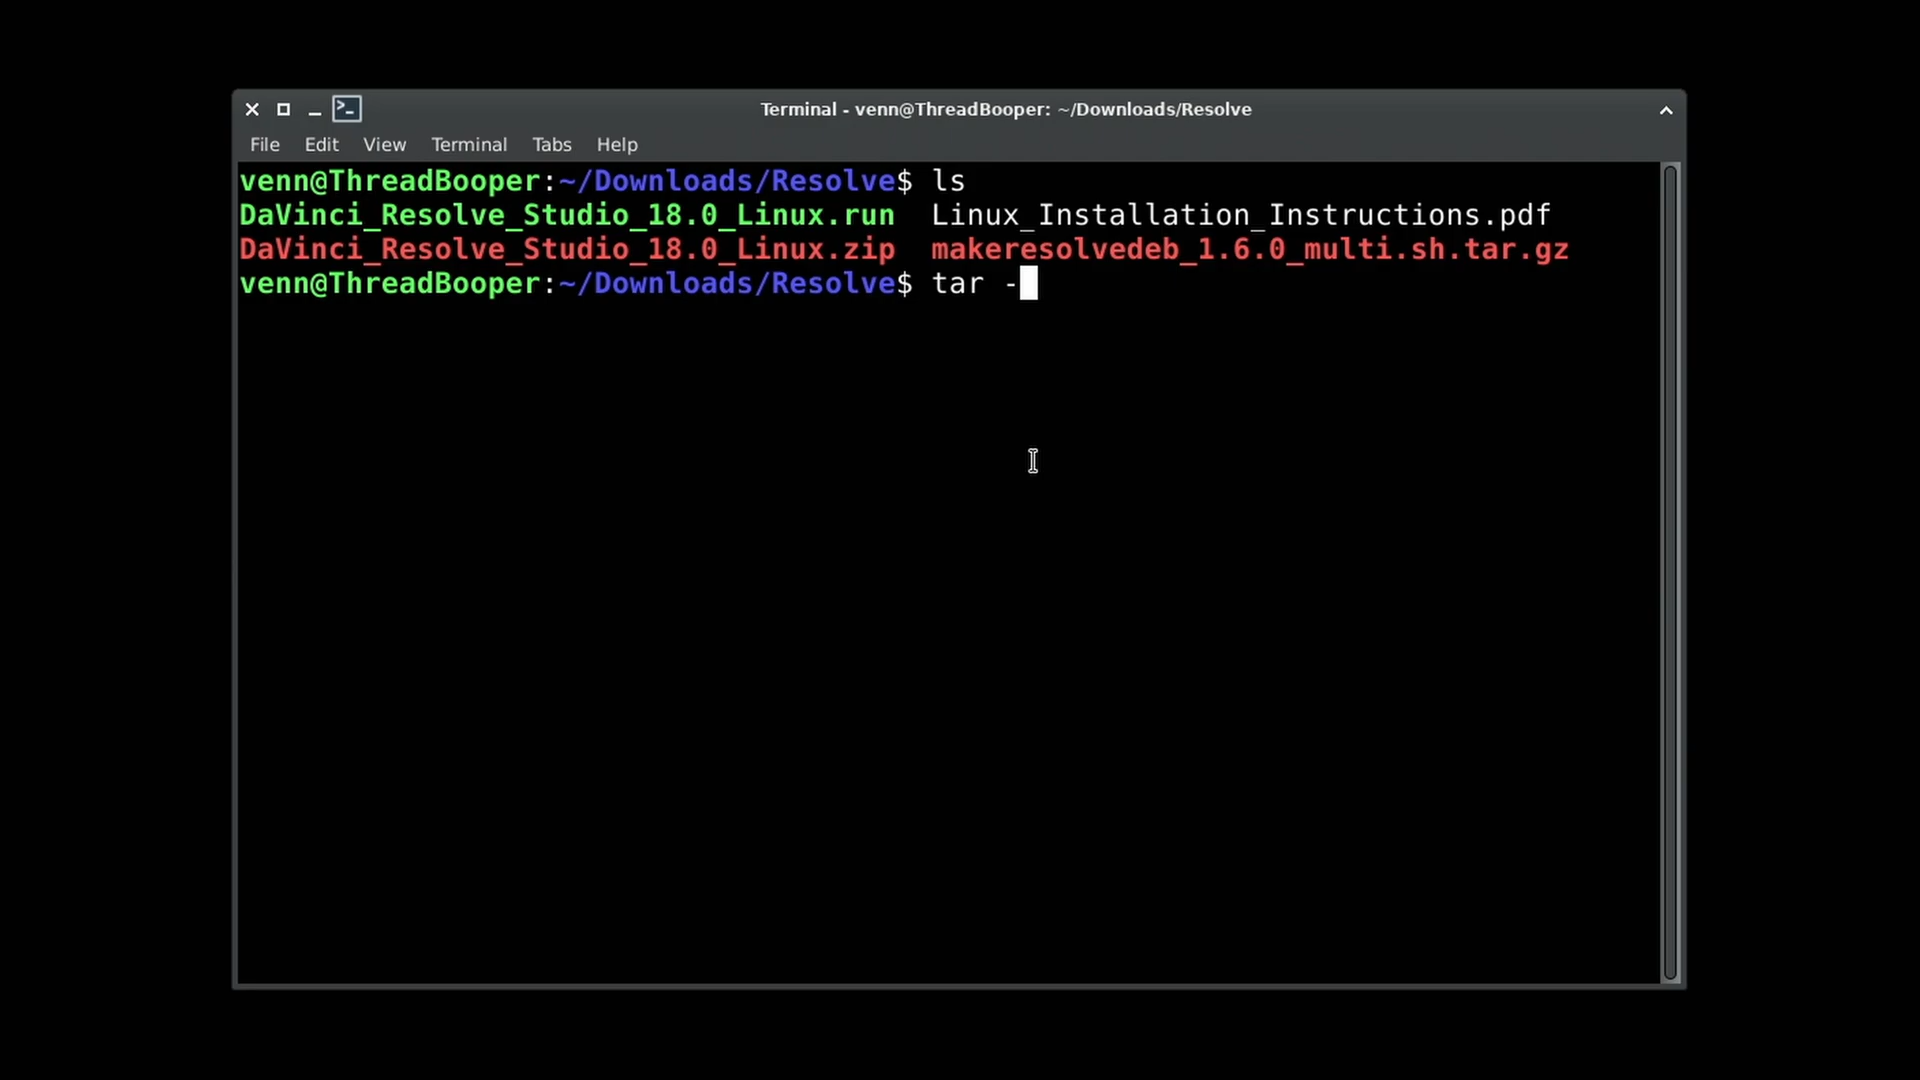 Terminal - venn@ThreadBooper: ~/Downloads/Resolve
File Edit View Terminal Tabs Help
venn@ThreadBooper:~/Downloads/Resolve$ ls
DaVinci_Resolve_Studio_18.0_Linux.run  Linux_Installation_Instructions.pdf
DaVinci_Resolve_Studio_18.0_Linux.zip  makeresolvedeb_1.6.0_multi.sh.tar.gz
venn@ThreadBooper:~/Downloads/Resolve$ tar -